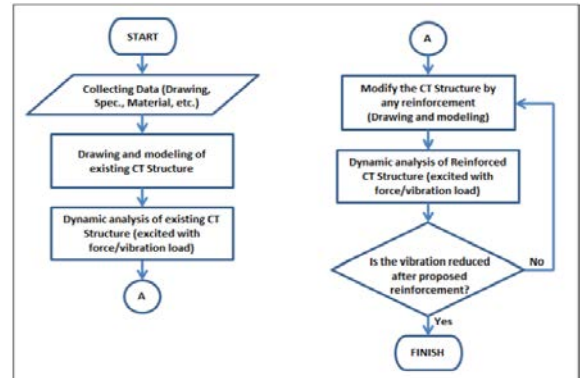 START
Collecting Data (Drawing,
Spec., Material, etc.)
Drawing and modeling of
existing CT Structure
Dynamic analysis of existing CT
Structure (excited with
force/vibration load)
A
A
Modify the CT Structure by
any reinforcement
(Drawing and modeling)
Dynamic analysis of Reinforced
CT Structure (excited with
force/vibration load)
Is the vibration reduced
after proposed
reinforcement?
No
Yes
FINISH